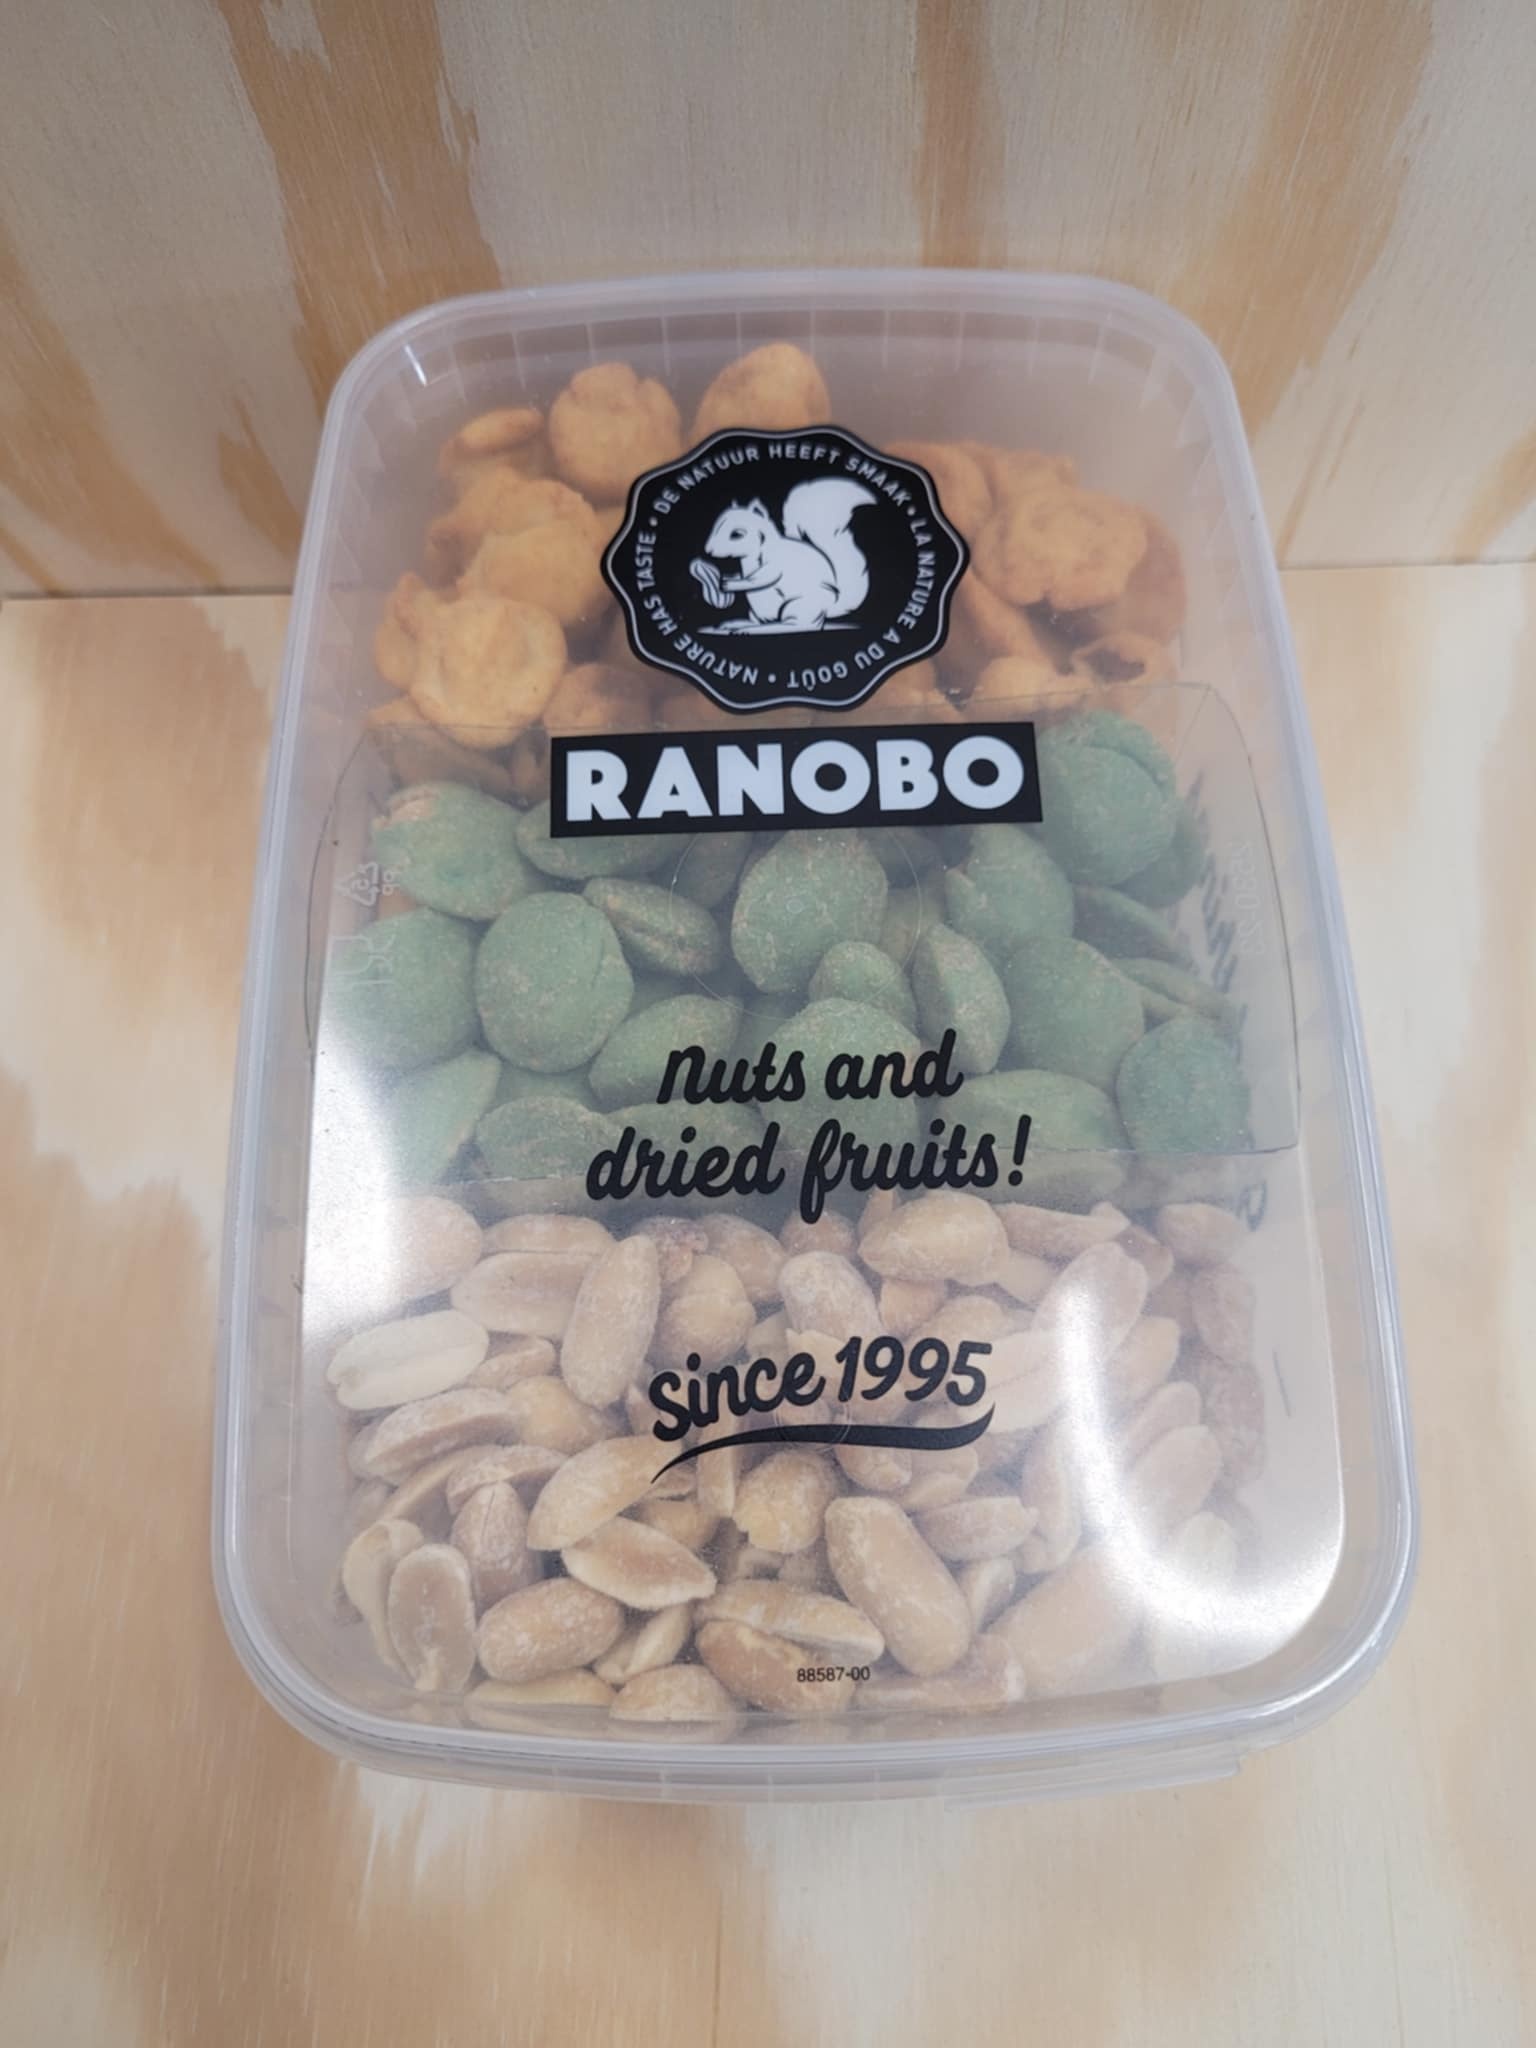 • DE NATUUR HEEFT SMAAK • LA NATURE A DU GOÛT • NATURE HAS TASTE
RANOBO
nuts and
dried fruits!
since 1995
88587-00